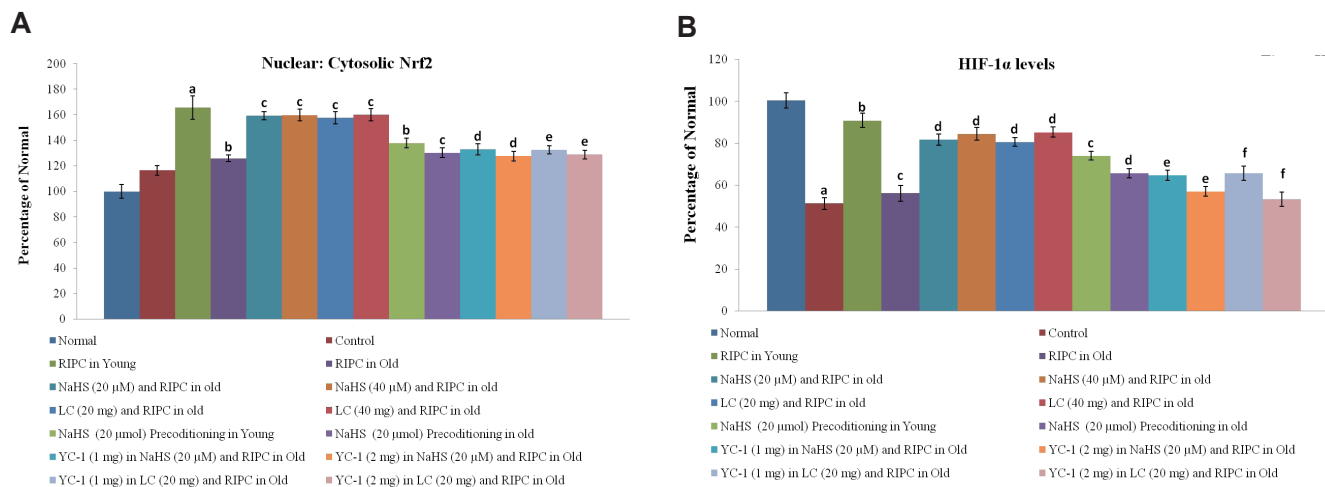 A
Nuclear: Cytosolic Nrf2
Percentage of Normal
200
180
160
140
120
100
80
60
40
20
0
a
b
c
c
c
c
b
c
d
d
e
e
Normal
Control
RIPC in Young
RIPC in Old
NaHS (20 µM) and RIPC in old
NaHS (40 µM) and RIPC in old
LC (20 mg) and RIPC in old
LC (40 mg) and RIPC in old
NaHS (20 µmol) Precoditioning in Young
NaHS (20 µmol) Precoditioning in old
YC-1 (1 mg) in NaHS (20 µM) and RIPC in Old
YC-1 (2 mg) in NaHS (20 µM) and RIPC in Old
YC-1 (1 mg) in LC (20 mg) and RIPC in Old
YC-1 (2 mg) in LC (20 mg) and RIPC in Old
B
HIF-1α levels
Percentage of Normal
120
100
80
60
40
20
0
a
b
c
d
d
d
d
c
d
e
e
f
f
Normal
Control
RIPC in Young
RIPC in Old
NaHS (20 µM) and RIPC in old
NaHS (40 µM) and RIPC in old
LC (20 mg) and RIPC in old
LC (40 mg) and RIPC in old
NaHS (20 µmol) Precoditioning in Young
NaHS (20 µmol) Precoditioning in old
YC-1 (1 mg) in NaHS (20 µM) and RIPC in Old
YC-1 (2 mg) in NaHS (20 µM) and RIPC in Old
YC-1 (1 mg) in LC (20 mg) and RIPC in Old
YC-1 (2 mg) in LC (20 mg) and RIPC in Old